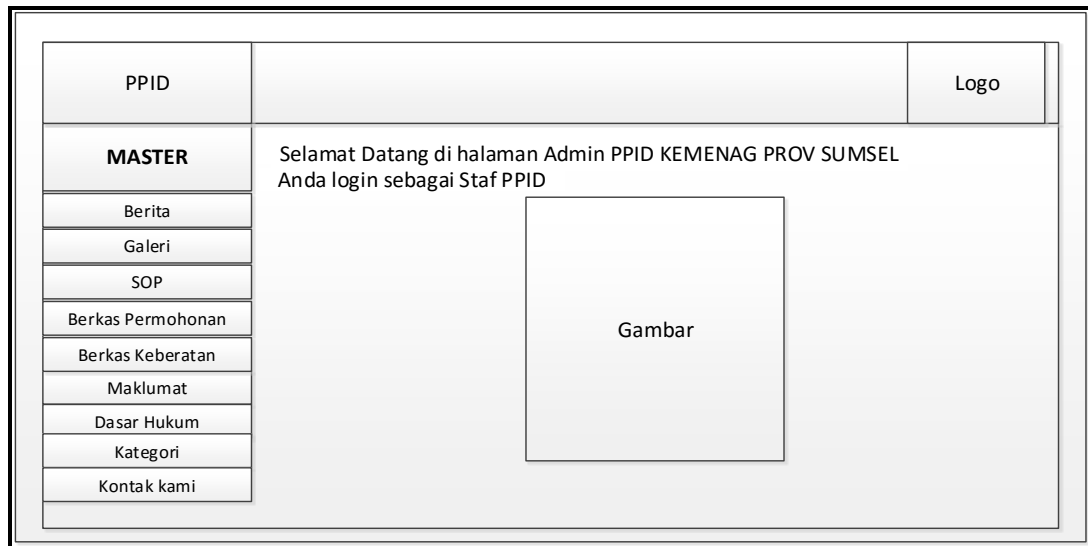 PPID
Logo
MASTER
Selamat Datang di halaman Admin PPID KEMENAG PROV SUMSEL
Anda login sebagai Staf PPID
Berita
Galeri
SOP
Berkas Permohonan
Berkas Keberatan
Maklumat
Dasar Hukum
Kategori
Kontak kami
Gambar